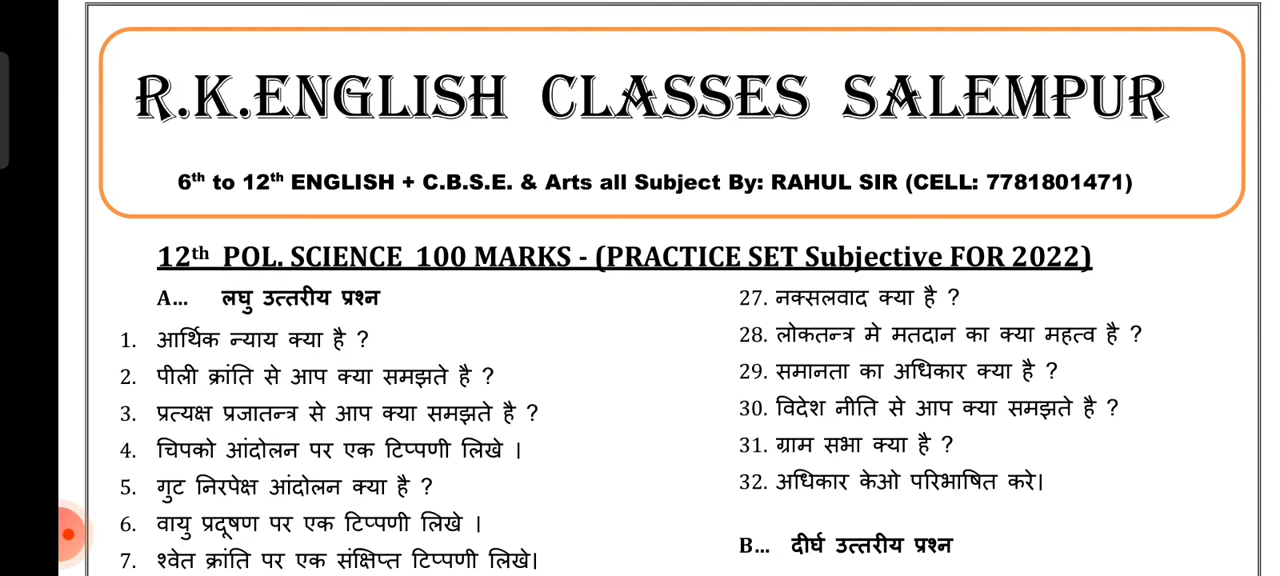 R.K.ENGLISH CLASSES SALEMPUR
6th to 12th ENGLISH + C.B.S.E. & Arts all Subject By: RAHUL SIR (CELL: 7781801471)
12th POL. SCIENCE 100 MARKS - (PRACTICE SET Subjective FOR 2022)
A... लघु उत्तरीय प्रश्न
1. आर्थिक न्याय क्या है ?
2. पीली क्रांति से आप क्या समझते है ?
3. प्रत्यक्ष प्रजातन्त्र से आप क्या समझते है ?
4. चिपको आंदोलन पर एक टिप्पणी लिखे ।
5. गुट निरपेक्ष आंदोलन क्या है ?
6. वायु प्रदूषण पर एक टिप्पणी लिखे ।
7. श्वेत क्रांति पर एक संक्षिप्त टिप्पणी लिखे।
27. नक्सलवाद क्या है ?
28. लोकतन्त्र मे मतदान का क्या महत्व है ?
29. समानता का अधिकार क्या है ?
30. विदेश नीति से आप क्या समझते है ?
31. ग्राम सभा क्या है ?
32. अधिकार केओ परिभाषित करे।
B... दीर्घ उत्तरीय प्रश्न